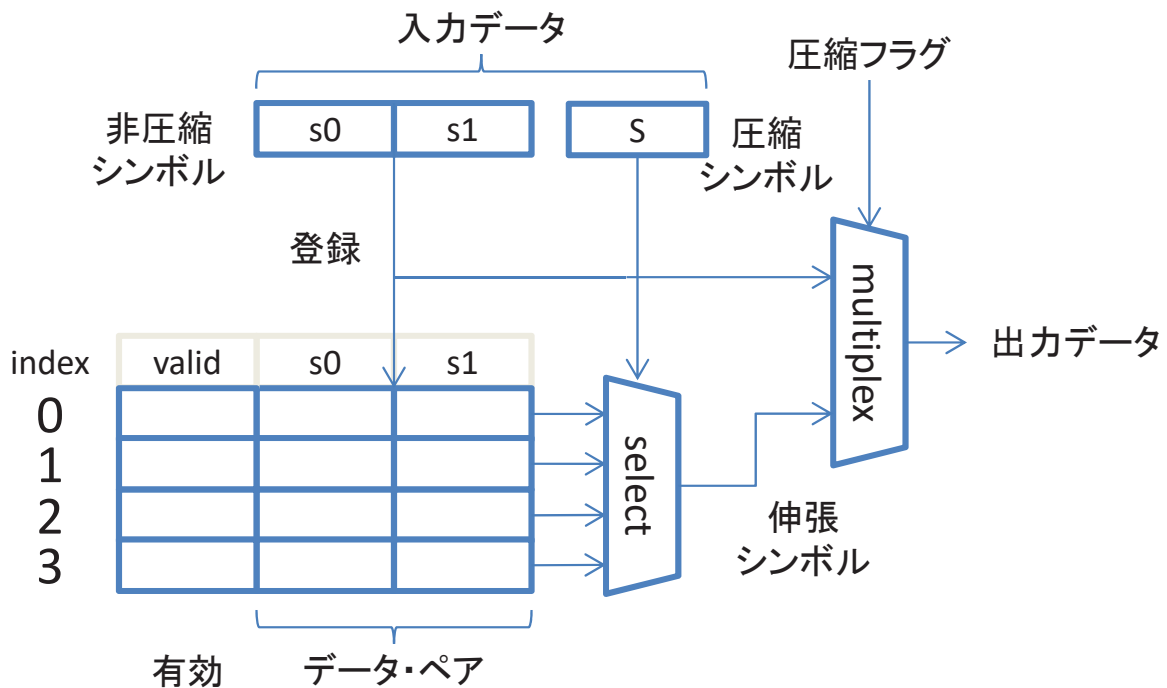 入力データ
圧縮フラグ
非圧縮
シンボル
s0
s1
S
圧縮
シンボル
登録
multiplex
出力データ
index
valid
s0
s1
0
1
2
3
select
伸張
シンボル
有効
データ・ペア